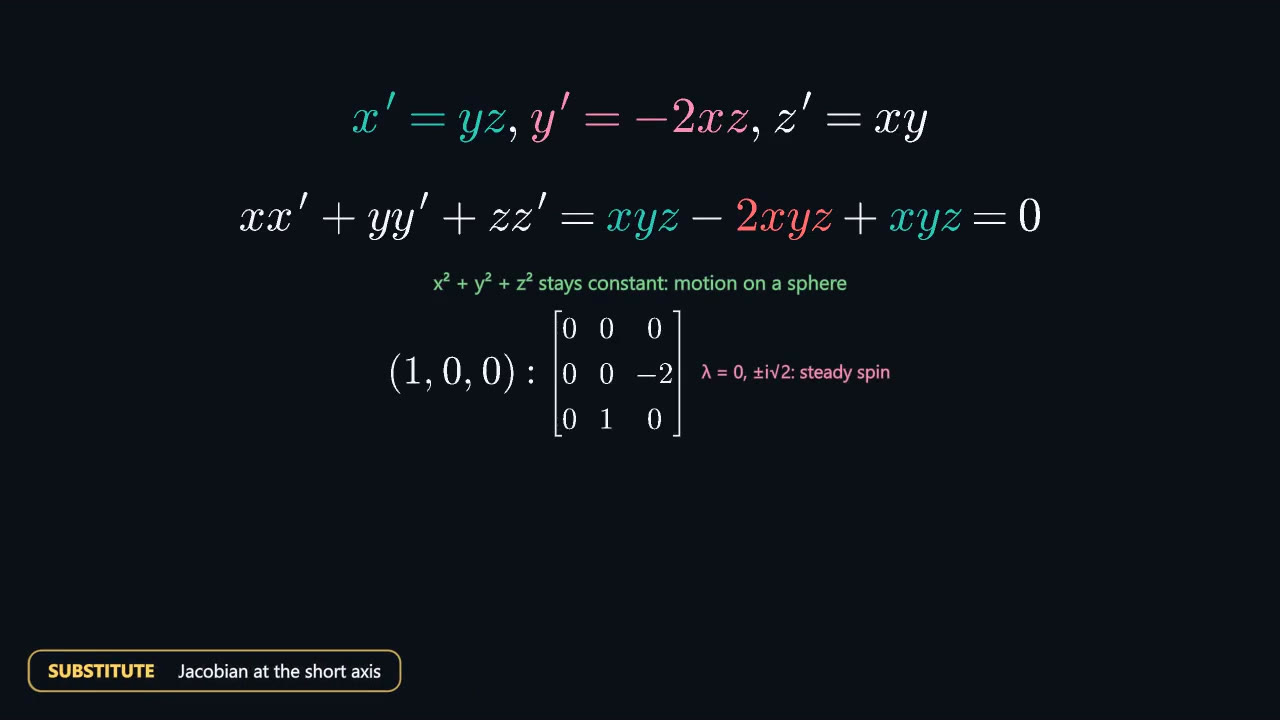 x′ = yz, y′ = −2xz, z′ = xy
xx′ + yy′ + zz′ = xyz − 2xyz + xyz = 0
x² + y² + z² stays constant: motion on a sphere
(1, 0, 0) : [0 0 0
0 0 −2
0 1 0] λ = 0, ±i√2: steady spin
SUBSTITUTE Jacobian at the short axis